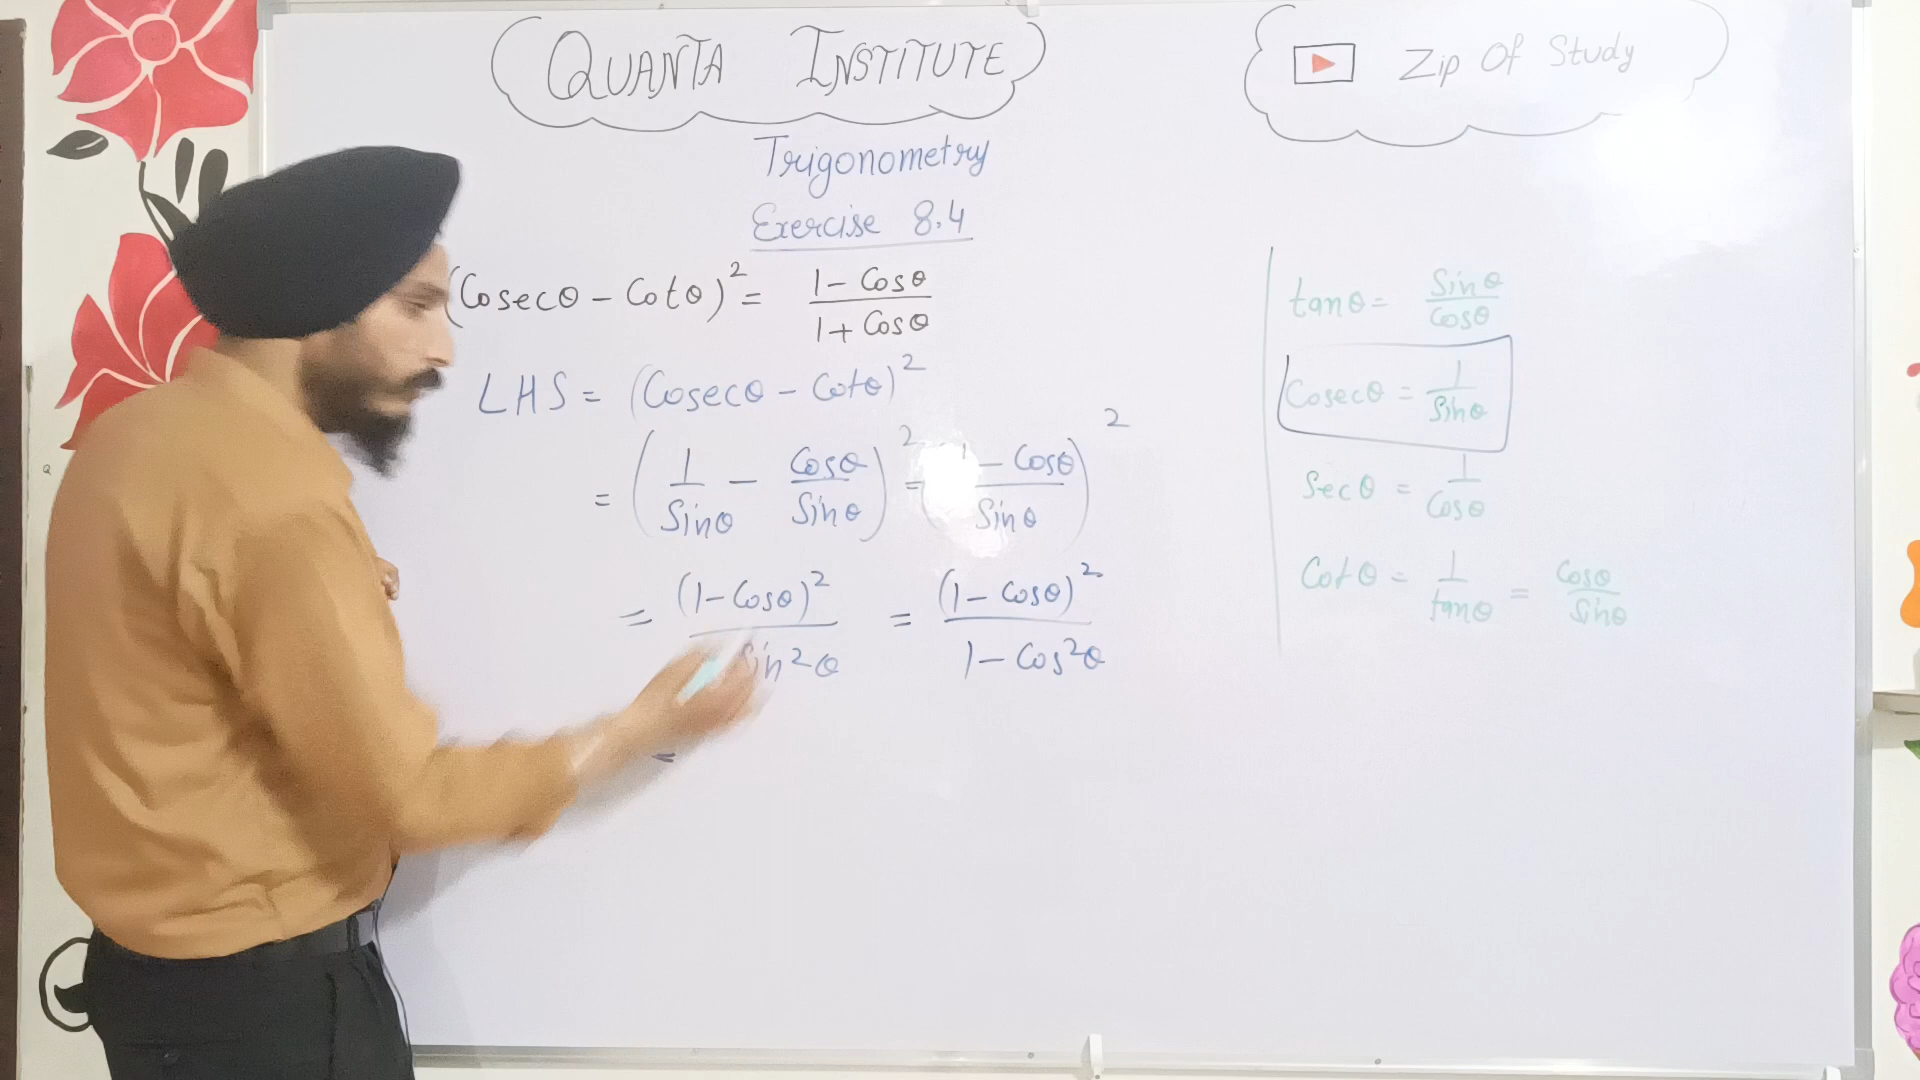 QUANTA INSTITUTE
Zip Of Study
Trigonometry
Exercise 8.4
(Cosecθ - Cotθ)² = (1 - Cosθ)/(1 + Cosθ)
LHS = (Cosecθ - Cotθ)²
= (1/Sinθ - Cosθ/Sinθ)² = (1 - Cosθ/Sinθ)²
= (1 - Cosθ)²/Sin²θ = (1 - Cosθ)²/1 - Cos²θ
=
tanθ = Sinθ/Cosθ
Cosecθ = 1/Sinθ
Secθ = 1/Cosθ
Cotθ = 1/tanθ = Cosθ/Sinθ